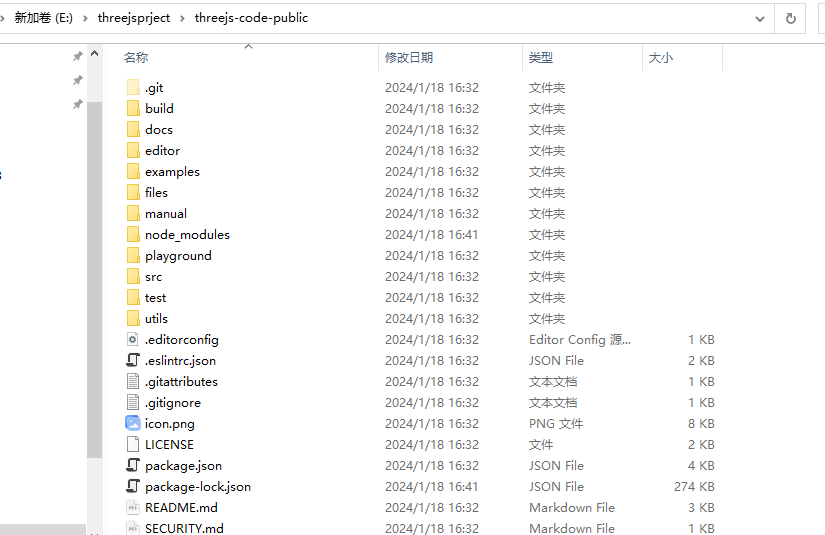 新加卷 (E:) threejsprject threejs-code-public
名称 修改日期 类型 大小
.git 2024/1/18 16:32 文件夹
build 2024/1/18 16:32 文件夹
docs 2024/1/18 16:32 文件夹
editor 2024/1/18 16:32 文件夹
examples 2024/1/18 16:32 文件夹
files 2024/1/18 16:32 文件夹
manual 2024/1/18 16:32 文件夹
node_modules 2024/1/18 16:41 文件夹
playground 2024/1/18 16:32 文件夹
src 2024/1/18 16:32 文件夹
test 2024/1/18 16:32 文件夹
utils 2024/1/18 16:32 文件夹
.editorconfig 2024/1/18 16:32 Editor Config 源... 1 KB
.eslintrc.json 2024/1/18 16:32 JSON File 2 KB
.gitattributes 2024/1/18 16:32 文本文档 1 KB
.gitignore 2024/1/18 16:32 文本文档 1 KB
icon.png 2024/1/18 16:32 PNG 文件 8 KB
LICENSE 2024/1/18 16:32 文件 2 KB
package.json 2024/1/18 16:32 JSON File 4 KB
package-lock.json 2024/1/18 16:41 JSON File 274 KB
README.md 2024/1/18 16:32 Markdown File 3 KB
SECURITY.md 2024/1/18 16:32 Markdown File 1 KB